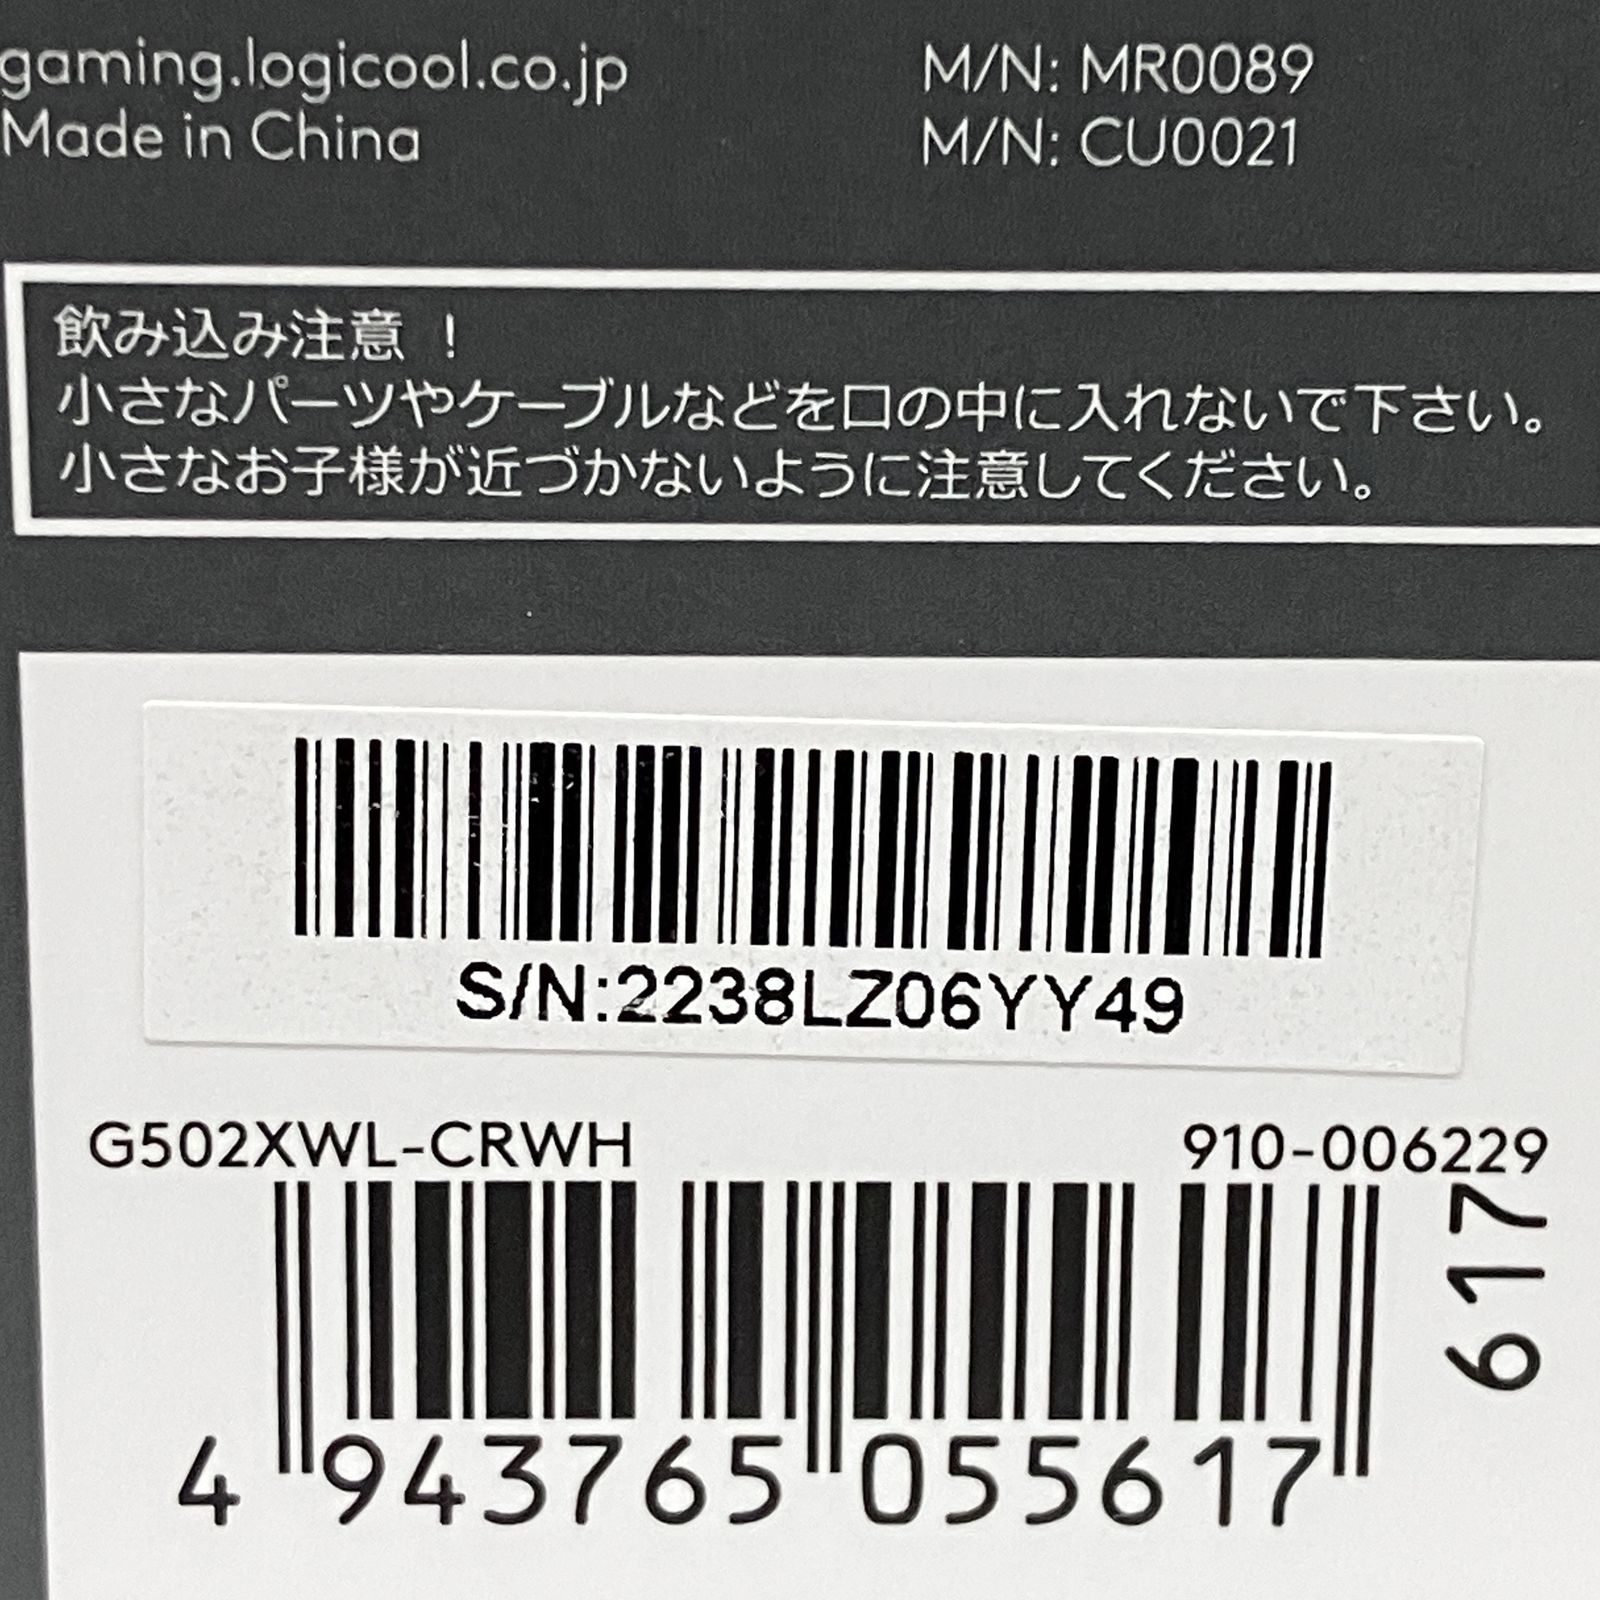 gaming.logicool.co.jp
Made in China
M/N: MR0089
M/N: CU0021
飲み込み注意！
小さなパーツやケーブルなどを口の中に入れないで下さい。
小さなお子様が近づかないように注意してください。
S/N:2238LZ06YY49
G502XWL-CRWH
910-006229
617
4 943765 055617